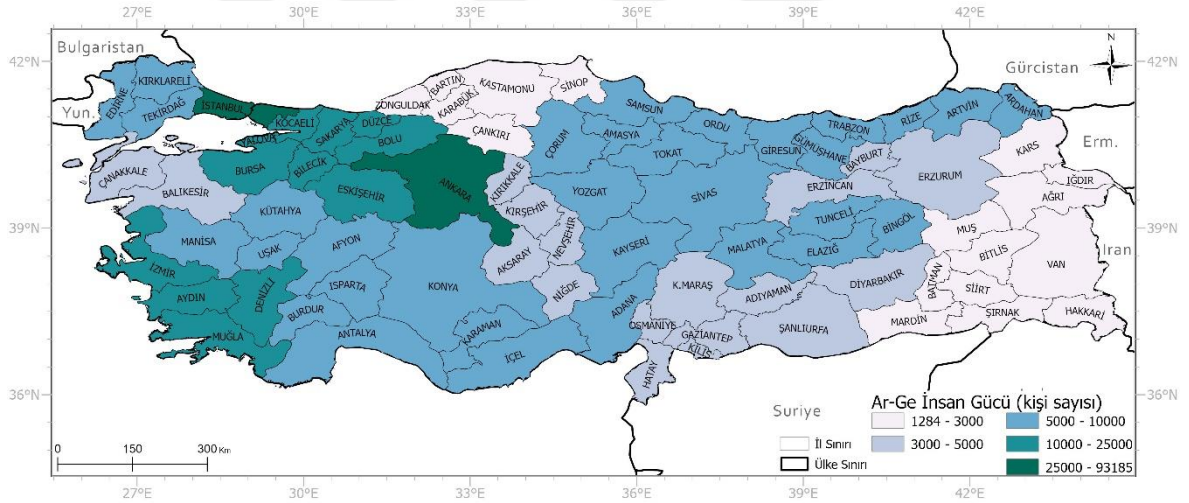 27°E 30°E 33°E 36°E 39°E 42°E
Bulgaristan
42°N 42°N
N
Gürcistan
KIRKLARELİ
EDİRNE
TEKİRDAĞ
Yun.
İSTANBUL
KOCAELİ
YALOVA
SAKARYA
DÜZCE
BOLU
ZONGULDAK
BARTIN
KARABÜK
KASTAMONU
SİNOP
ÇANKIRI
SAMSUN
ORDU
ÇORUM
AMASYA
TOKAT
GİRESUN
GÜMÜŞHANE
TRABZON
RİZE
ARTVİN
ARDAHAN
BAYBURT
KARS
Erm.
ÇANAKKALE
BALIKESİR
BURSA
BİLECİK
ESKİŞEHİR
ANKARA
KIRIKKALE
KIRŞEHİR
YOZGAT
SİVAS
ERZİNCAN
ERZURUM
IĞDIR
AĞRI
39°N 39°N
KÜTAHYA
MANİSA
UŞAK
AFYON
NEVŞEHİR
AKSARAY
KAYSERİ
MALATYA
TUNCELİ
ELAZIĞ
BİNGÖL
MUŞ
BİTLİS
VAN
İran
İZMİR
AYDIN
DENİZLİ
MUĞLA
ISPARTA
BURDUR
ANTALYA
KONYA
KARAMAN
İÇEL
NİĞDE
ADANA
K.MARAŞ
ADIYAMAN
DİYARBAKIR
BATMAN
SİİRT
ŞIRNAK
HAKKARİ
MARDİN
OSMANİYE
GAZİANTEP
KİLİS
ŞANLIURFA
HATAY
36°N 36°N
Suriye
Ar-Ge İnsan Gücü (kişi sayısı)
1284 - 3000
3000 - 5000
5000 - 10000
10000 - 25000
25000 - 93185
İl Sınırı
Ülke Sınırı
0 150 300 Km
27°E 30°E 33°E 36°E 39°E 42°E